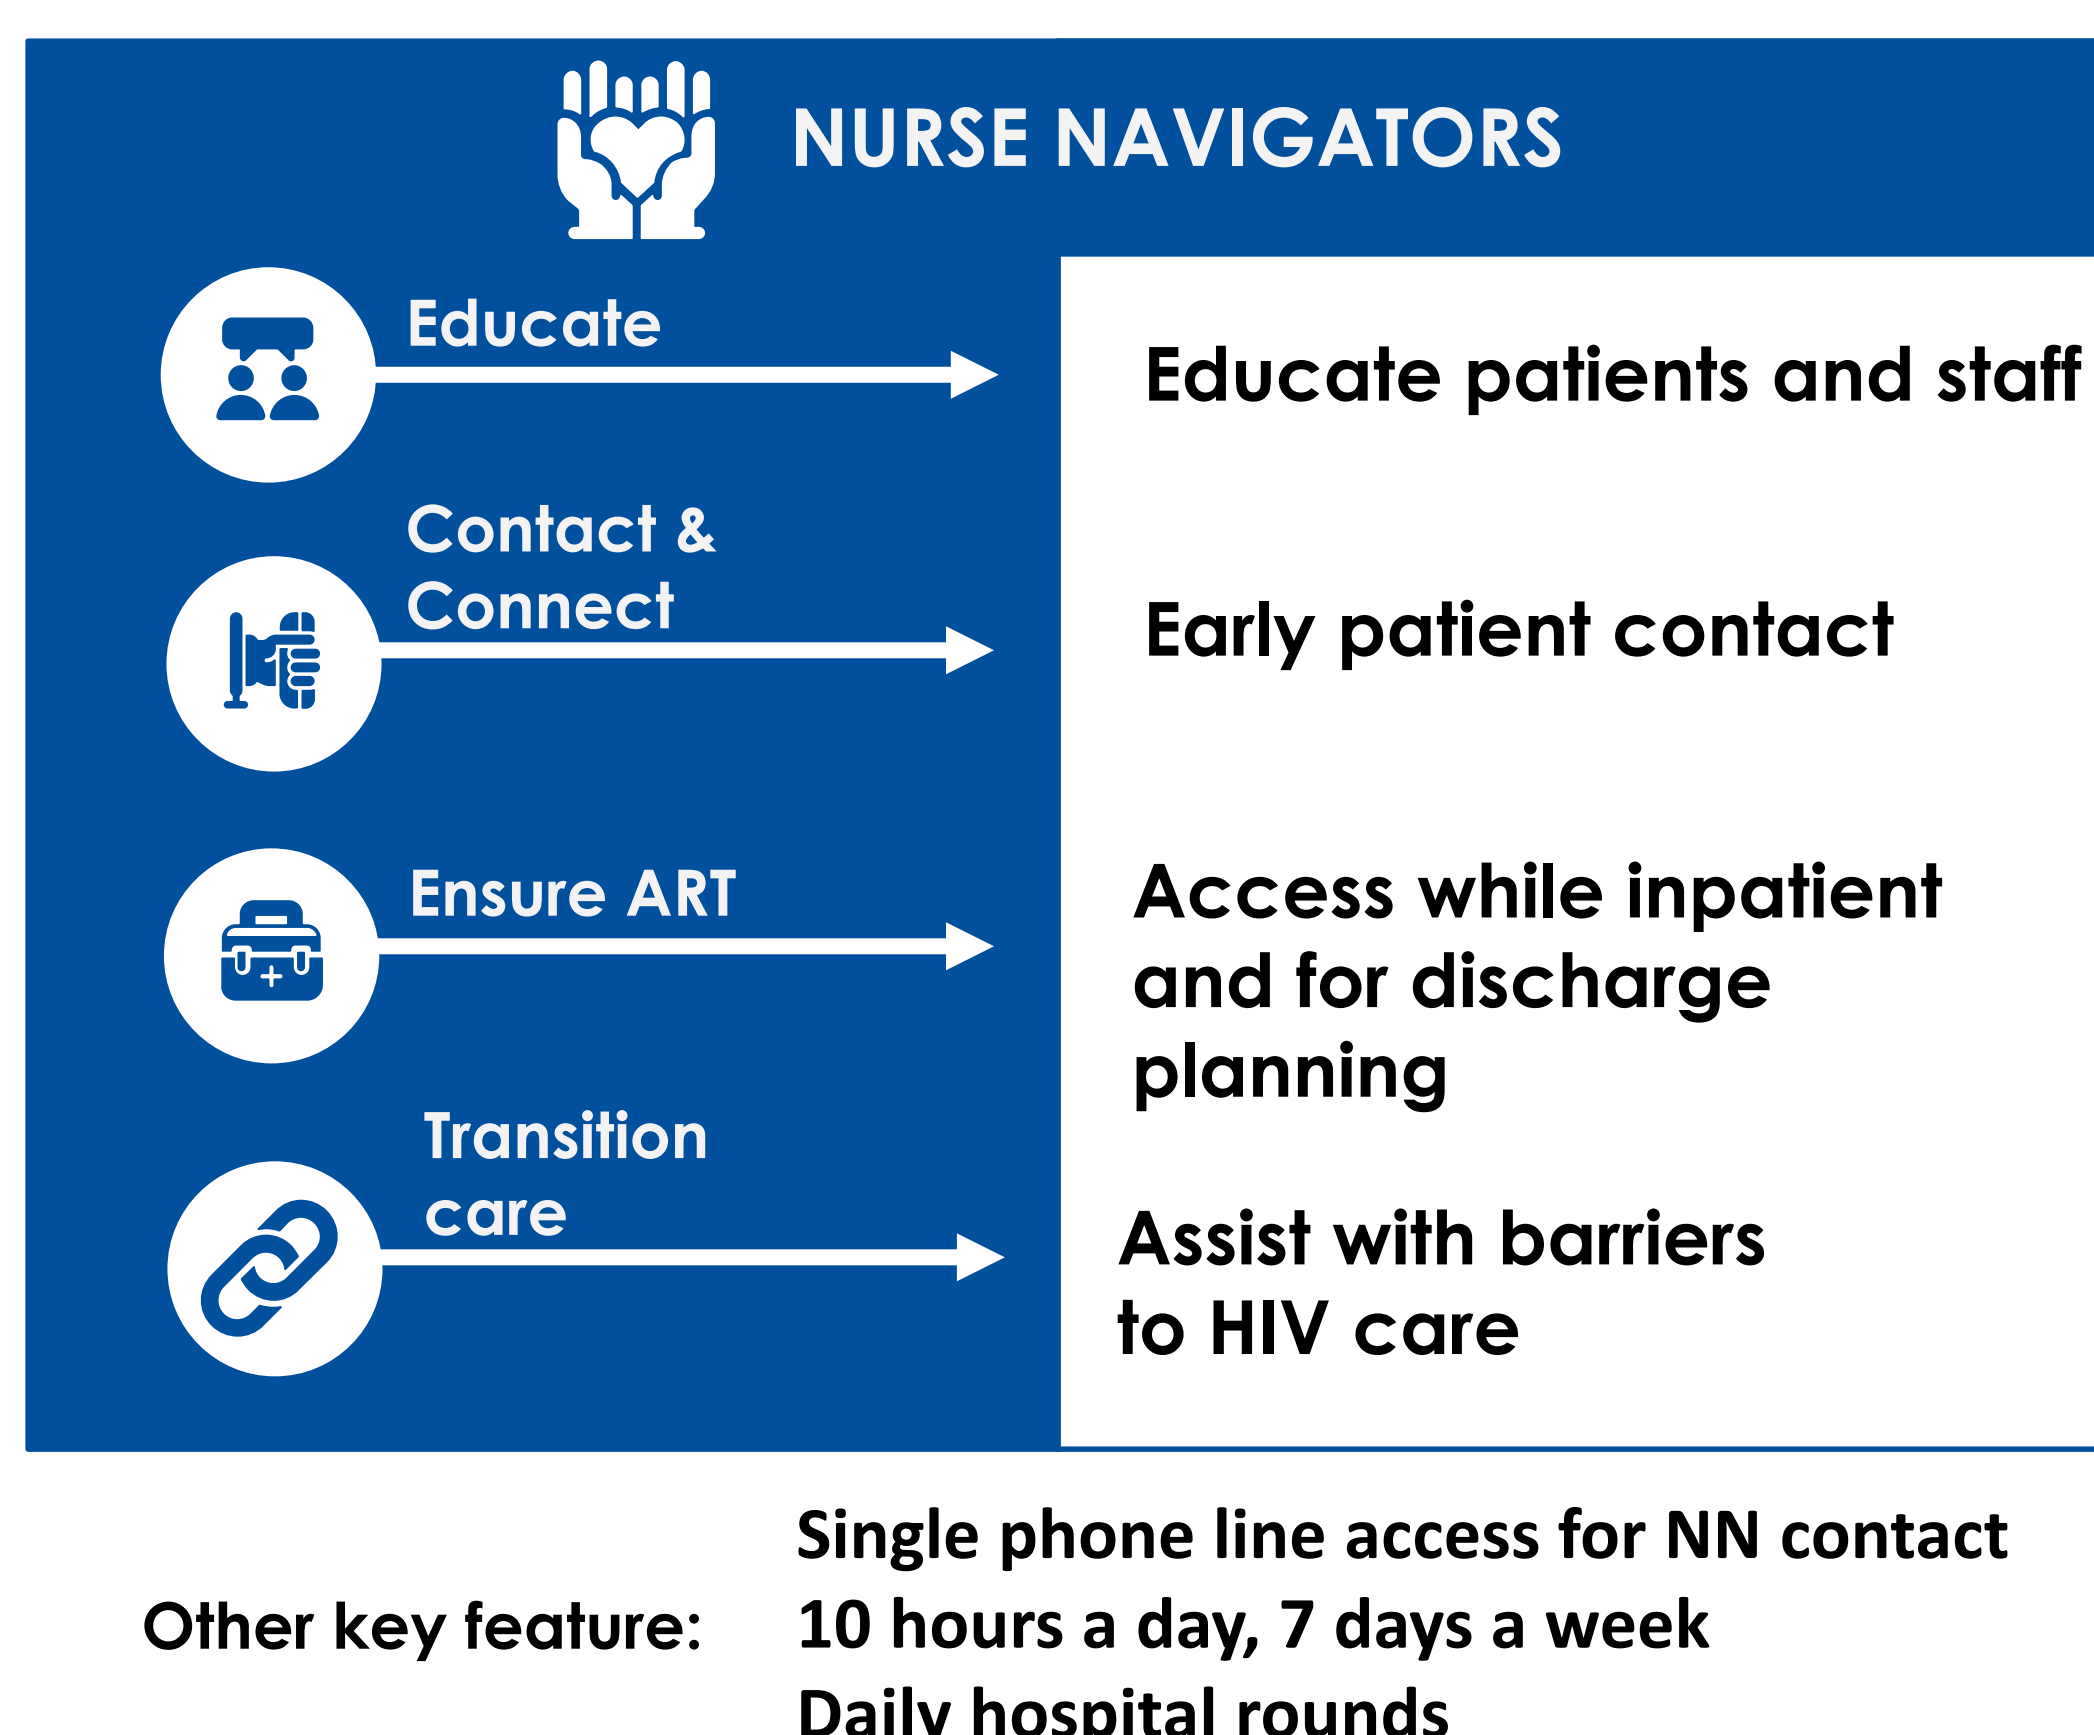 NURSE NAVIGATORS
Educate
Educate patients and staff
Contact &
Connect
Early patient contact
Ensure ART
Access while inpatient
and for discharge
planning
Transition
care
Assist with barriers
to HIV care
Other key feature:
Single phone line access for NN contact
10 hours a day, 7 days a week
Daily hospital rounds